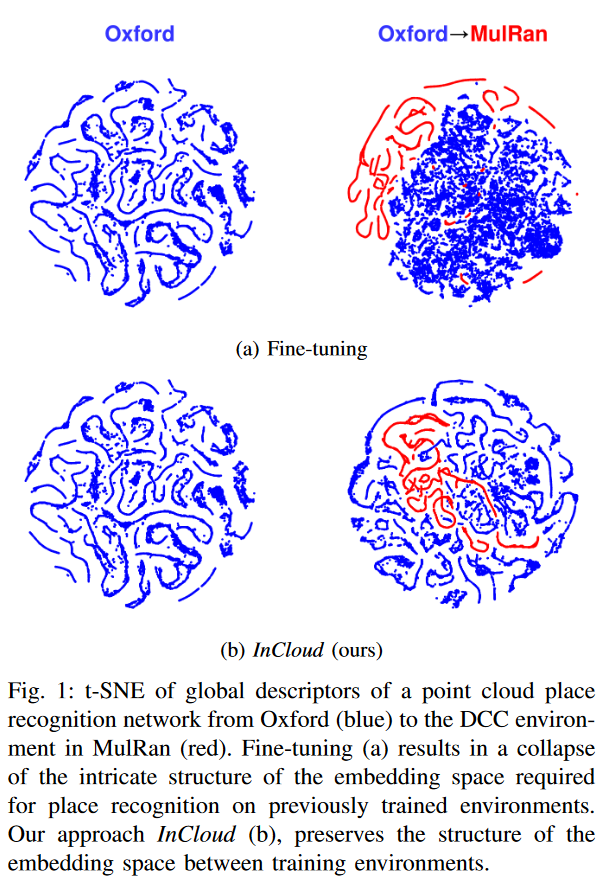 Oxford
Oxford→MulRan
(a) Fine-tuning
(b) InCloud (ours)
Fig. 1: t-SNE of global descriptors of a point cloud place
recognition network from Oxford (blue) to the DCC environ-
ment in MulRan (red). Fine-tuning (a) results in a collapse
of the intricate structure of the embedding space required
for place recognition on previously trained environments.
Our approach InCloud (b), preserves the structure of the
embedding space between training environments.